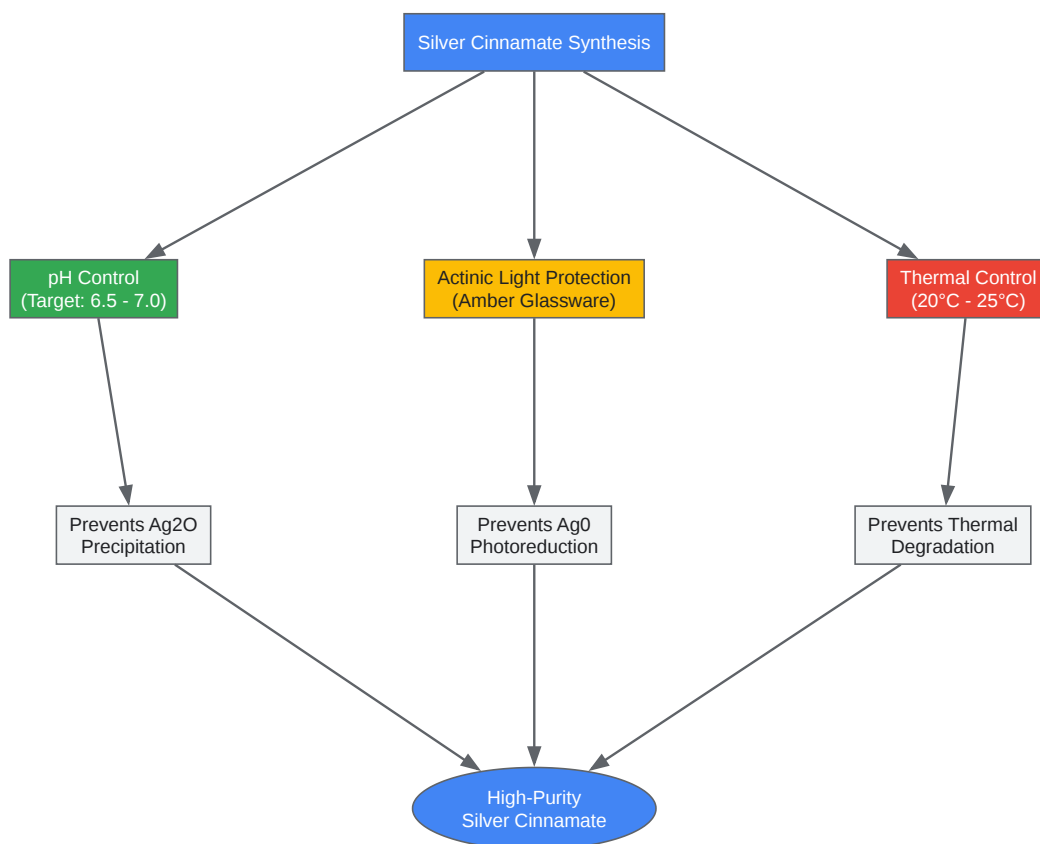 Silver Cinnamate Synthesis
pH Control
(Target: 6.5 - 7.0)
Actinic Light Protection
(Amber Glassware)
Thermal Control
(20°C - 25°C)
Prevents Ag2O
Precipitation
Prevents Ag0
Photoreduction
Prevents Thermal
Degradation
High-Purity
Silver Cinnamate